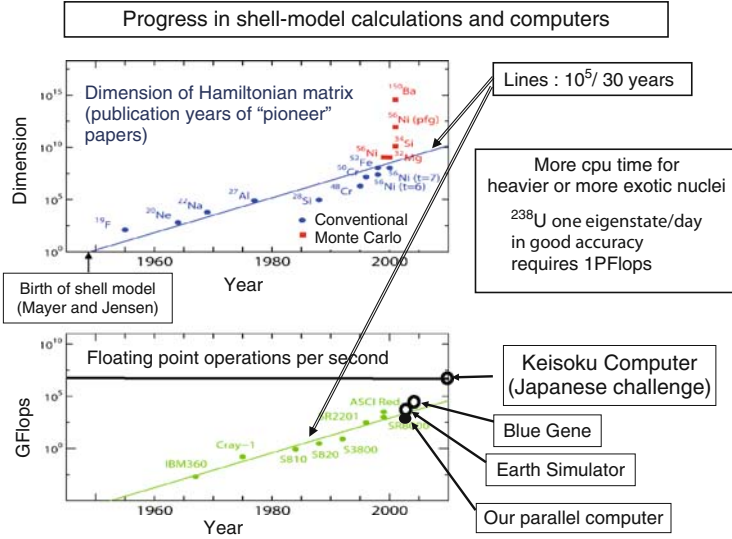 Progress in shell-model calculations and computers
Dimension of Hamiltonian matrix
(publication years of “pioneer”
papers)
Lines : 10⁵/ 30 years
Dimension
10¹⁵
10¹⁰
10⁵
10⁰
¹⁹F
²⁰Ne
²²Na
²⁷Al
²⁸Si
⁴⁸Cr
⁵⁰Cr
⁵²Fe
⁵⁶Ni
⁵⁶Ni (t=6)
⁵⁶Ni (t=7)
³²Mg
³⁴Si
⁵⁶Ni (pfg)
¹⁵⁰Ba
Conventional
Monte Carlo
1960
1980
2000
Year
Birth of shell model
(Mayer and Jensen)
More cpu time for
heavier or more exotic nuclei
²³⁸U one eigenstate/day
in good accuracy
requires 1PFlops
Floating point operations per second
GFlops
10¹⁰
10⁵
10⁰
IBM360
Cray-1
S810
S820
S3800
SR2201
ASCI Red
1960
1980
2000
Year
Keisoku Computer
(Japanese challenge)
Blue Gene
Earth Simulator
Our parallel computer